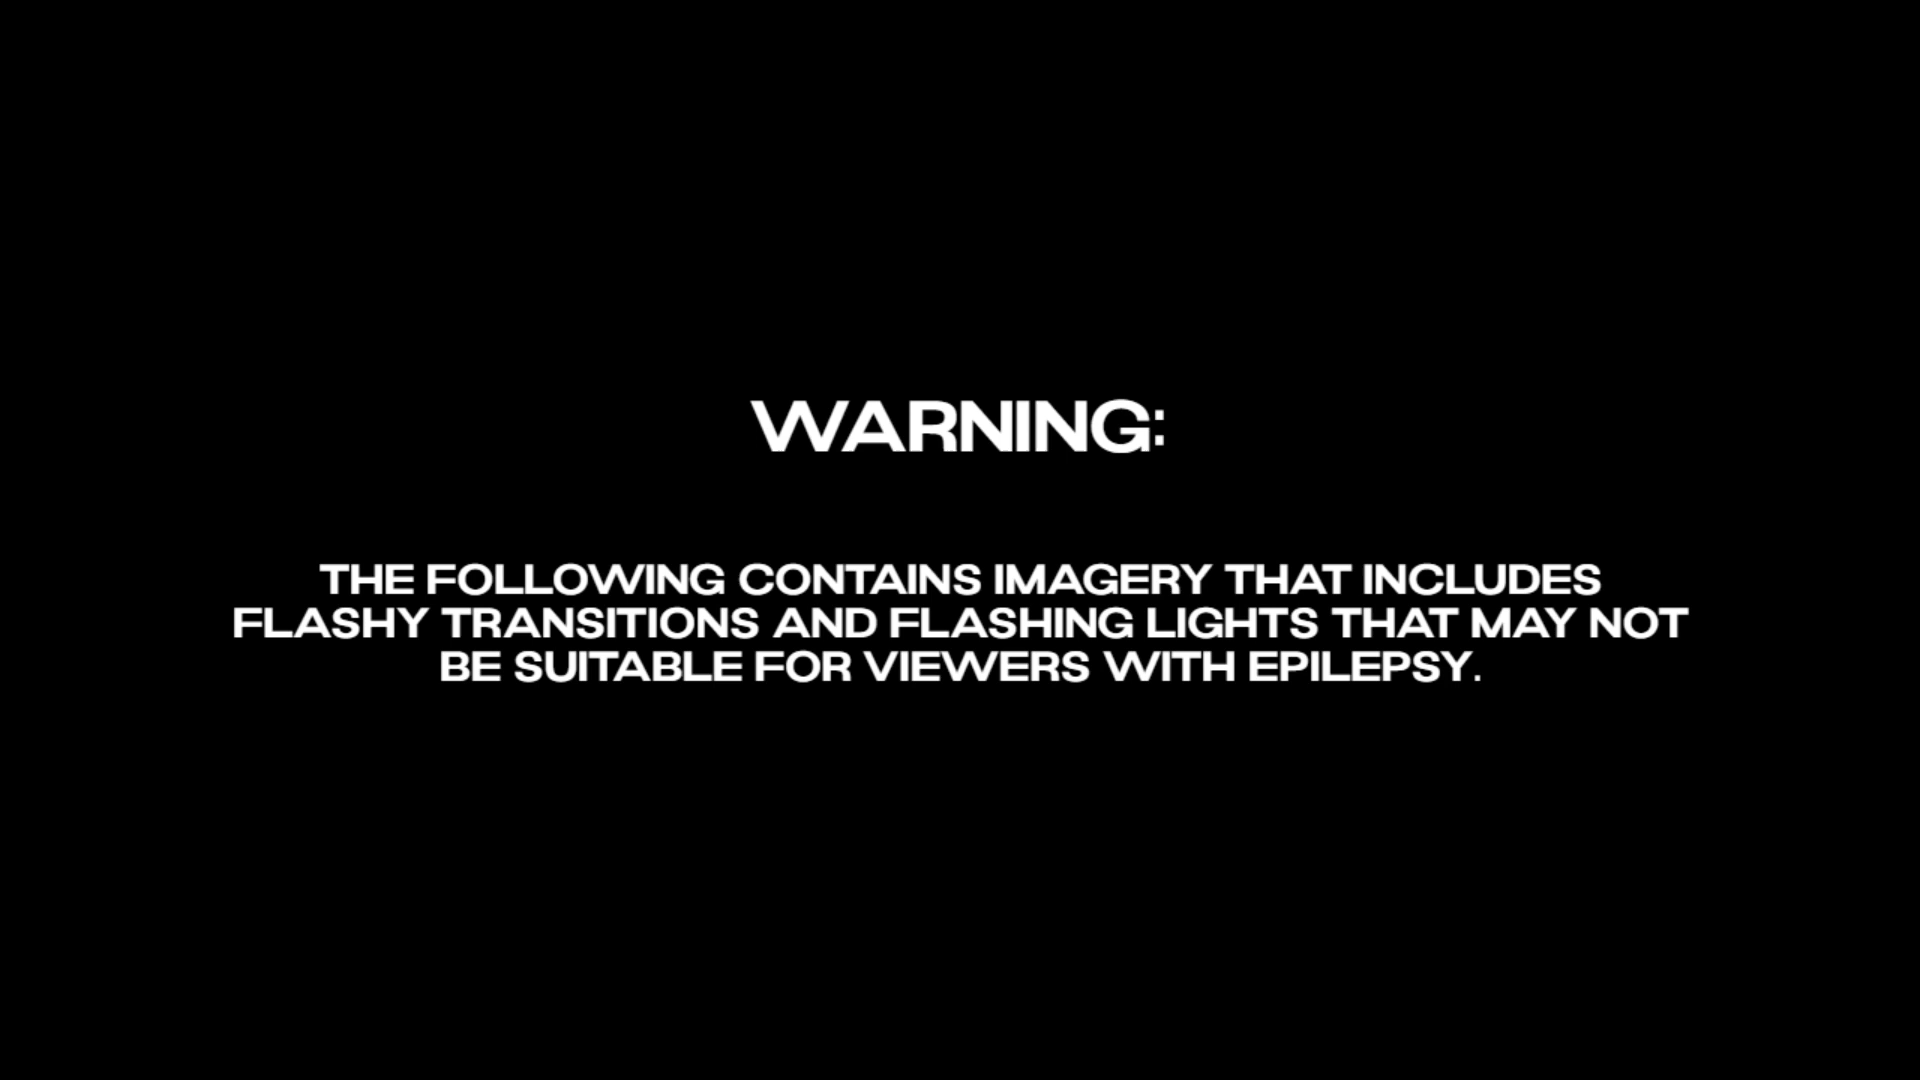 WARNING:
THE FOLLOWING CONTAINS IMAGERY THAT INCLUDES
FLASHY TRANSITIONS AND FLASHING LIGHTS THAT MAY NOT
BE SUITABLE FOR VIEWERS WITH EPILEPSY.